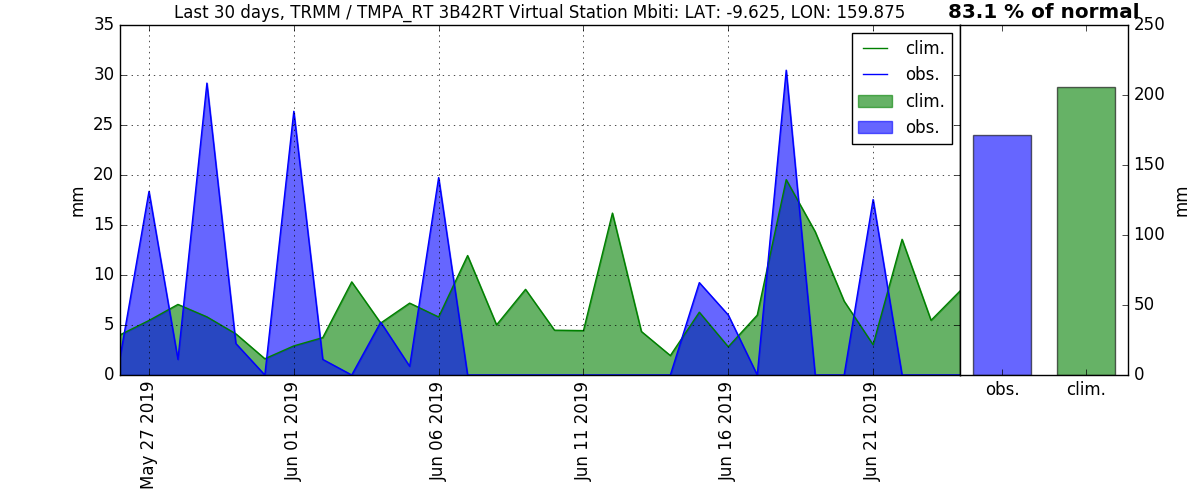 Last 30 days, TRMM / TMPA_RT 3B42RT Virtual Station Mbiti: LAT: -9.625, LON: 159.875
83.1 % of normal
35
30
25
20
15
10
5
0
mm
clim.
obs.
clim.
obs.
May 27 2019
Jun 01 2019
Jun 06 2019
Jun 11 2019
Jun 16 2019
Jun 21 2019
250
200
150
100
50
0
mm
obs.
clim.